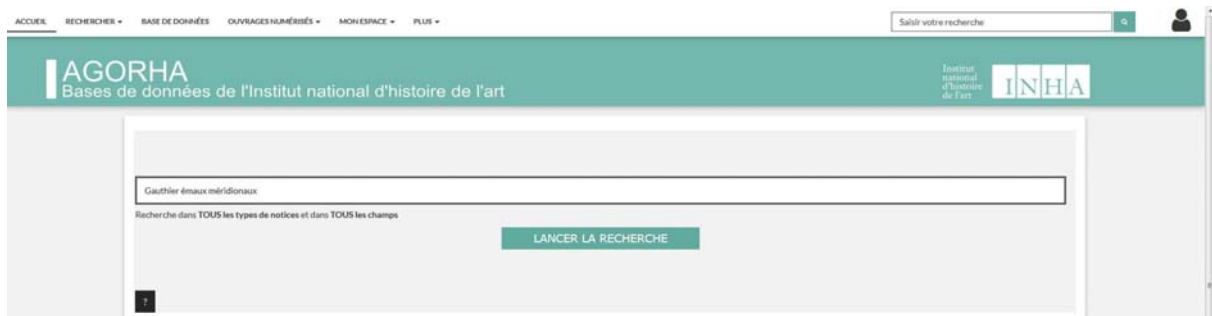 ACCUEIL RECHERCHER BASE DE DONNÉES OUVRAGES NUMÉRISÉS MON ESPACE PLUS Saisir votre recherche
AGORHA
Bases de données de l'Institut national d'histoire de l'art
Institut
national
d'histoire
de l'art
INHA
Gauthier émaux méridionaux
Recherche dans TOUS les types de notices et dans TOUS les champs
LANCER LA RECHERCHE
?